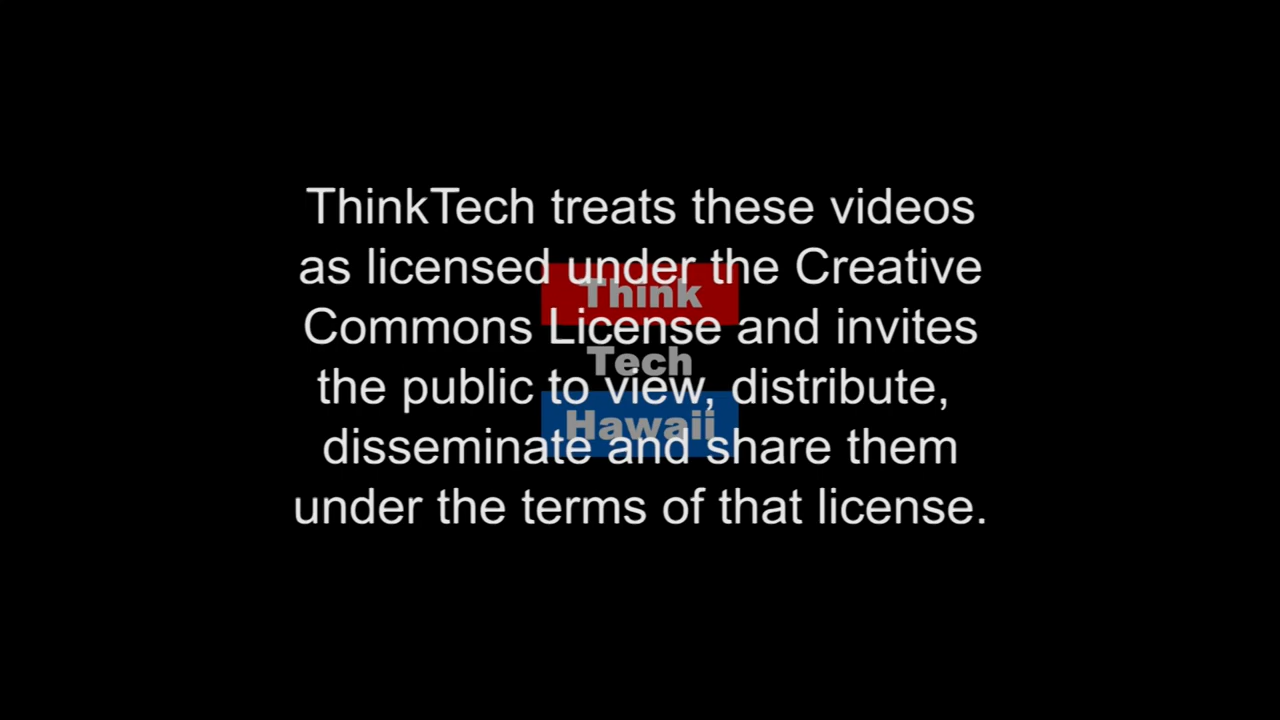 ThinkTech treats these videos
as licensed under the Creative
Think
Commons License and invites
Tech
the public to view, distribute,
Hawaii
disseminate and share them
under the terms of that license.